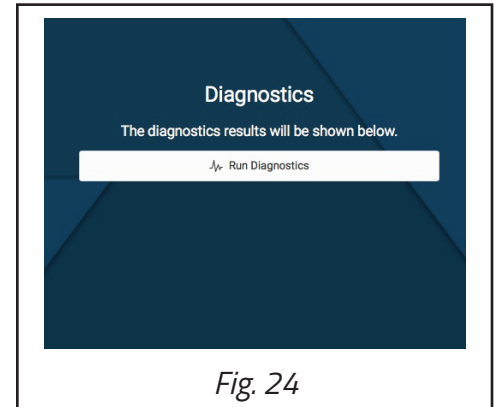 Diagnostics
The diagnostics results will be shown below.
Run Diagnostics
Fig. 24